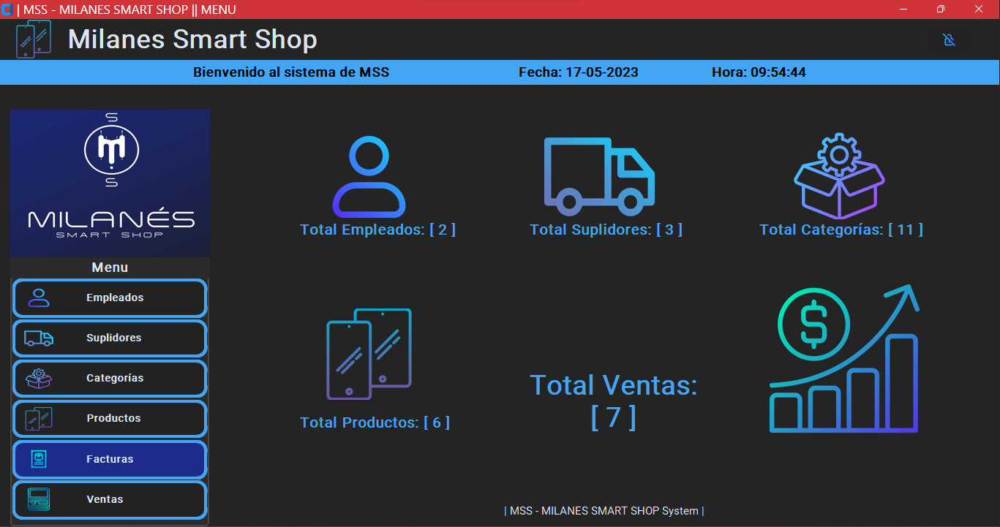 | MSS - MILANES SMART SHOP || MENU
Milanes Smart Shop
Bienvenido al sistema de MSS Fecha: 17-05-2023 Hora: 09:54:44
S
m
S
MILANÉS
SMART SHOP
Menu
Empleados
Suplidores
Categorías
Productos
Facturas
Ventas
Total Empleados: [ 2 ]
Total Suplidores: [ 3 ]
Total Categorías: [ 11 ]
Total Productos: [ 6 ]
Total Ventas:
[ 7 ]
$
| MSS - MILANES SMART SHOP System |